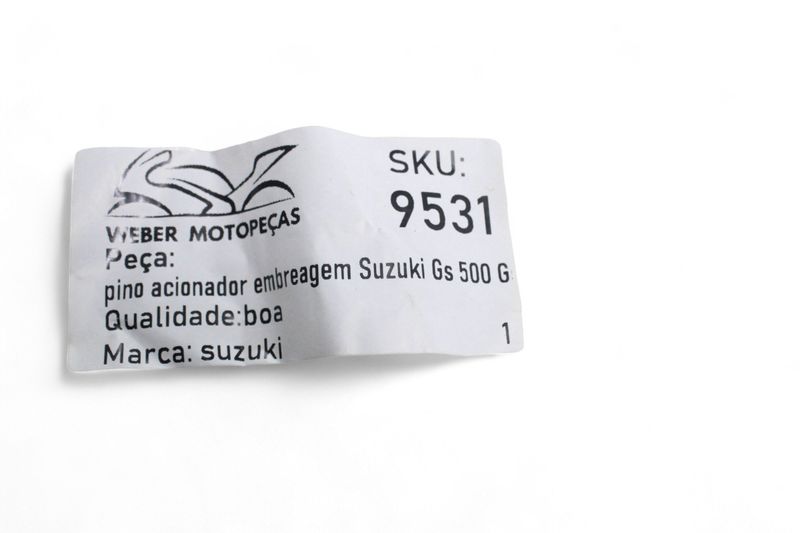 WEBER MOTOPEÇAS
SKU:
9531
Peça:
pino acionador embreagem Suzuki Gs 500 G
Qualidade:boa
Marca: suzuki
1